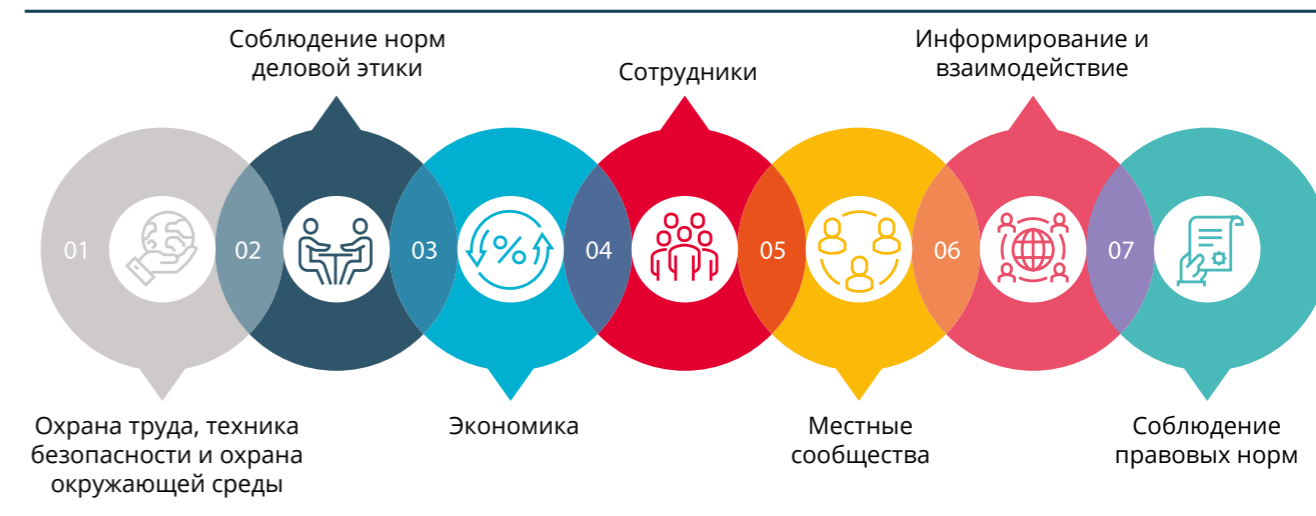 Соблюдение норм
деловой этики
Сотрудники
Информирование и
взаимодействие
01
02
03
%
04
05
06
07
Охрана труда, техника
безопасности и охрана
окружающей среды
Экономика
Местные
сообщества
Соблюдение
правовых норм